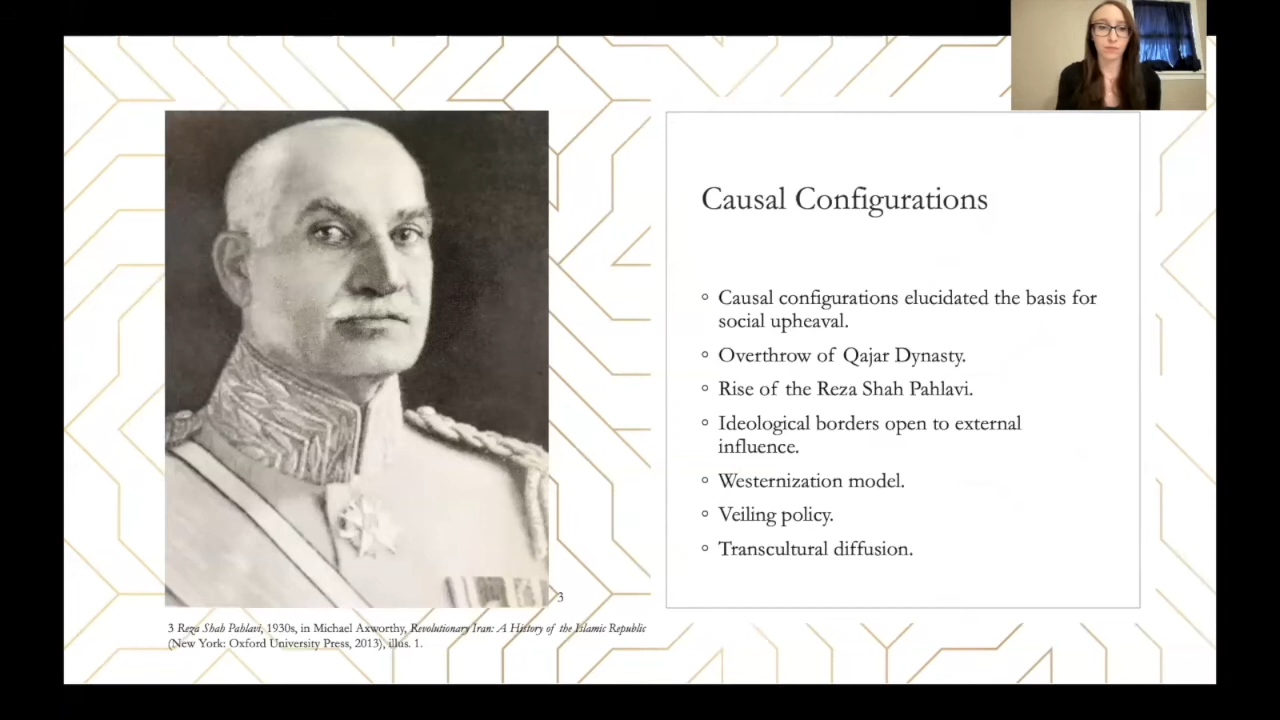 Causal Configurations
◦ Causal configurations elucidated the basis for
social upheaval.
◦ Overthrow of Qajar Dynasty.
◦ Rise of the Reza Shah Pahlavi.
◦ Ideological borders open to external
influence.
◦ Westernization model.
◦ Veiling policy.
◦ Transcultural diffusion.
3
3 Reza Shah Pahlavi, 1930s, in Michael Axworthy, Revolutionary Iran: A History of the Islamic Republic
(New York: Oxford University Press, 2013), illus. 1.